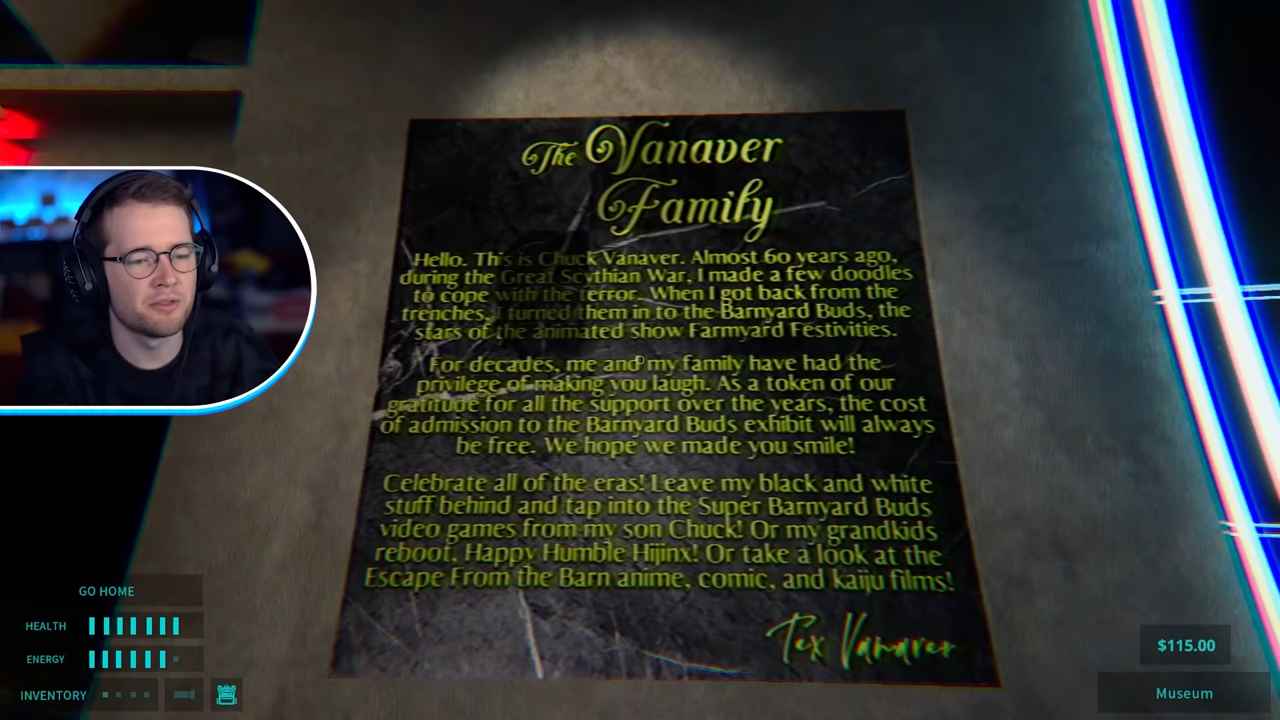 The Vanaver
Family
Hello. This is Chuck Vanaver. Almost 60 years ago,
during the Great Scythian War, I made a few doodles
to cope with the terror. When I got back from the
trenches, I turned them in to the Barnyard Buds, the
stars of the animated show Farmyard Festivities.
For decades, me and my family have had the
privilege of making you laugh. As a token of our
gratitude for all the support over the years, the cost
of admission to the Barnyard Buds exhibit will always
be free. We hope we made you smile!
Celebrate all of the eras! Leave my black and white
stuff behind and tap into the Super Barnyard Buds
video games from my son Chuck! Or my grandkids
reboot, Happy Humble Hijinx! Or take a look at the
Escape From the Barn anime, comic, and kaiju films!
Tex Vanaver
GO HOME
HEALTH
ENERGY
INVENTORY
$115.00
Museum